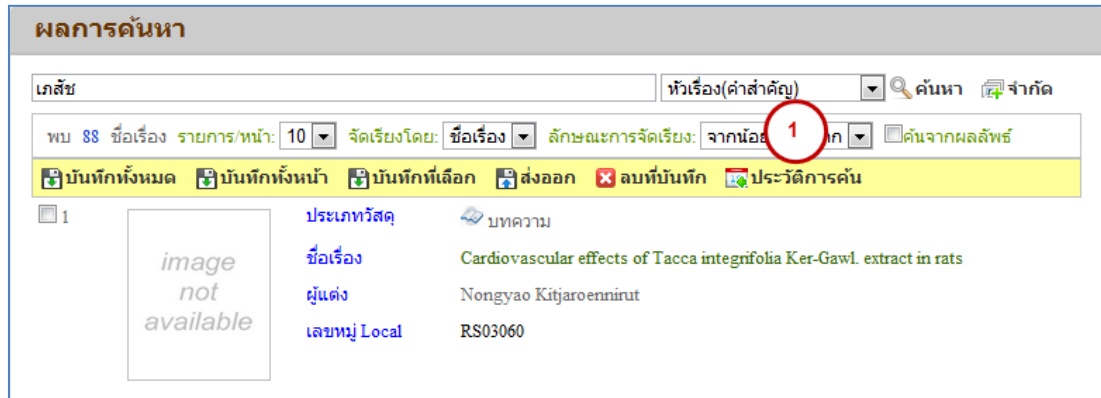 ผลการค้นหา
เภสัช หัวเรื่อง(คำสำคัญ) ค้นหา จำกัด
พบ 88 ชื่อเรื่อง รายการ/หน้า: 10 จัดเรียงโดย: ชื่อเรื่อง ลักษณะการจัดเรียง: จากน้อย 1 ก ค้นจากผลลัพธ์
บันทึกทั้งหมด บันทึกทั้งหน้า บันทึกที่เลือก ส่งออก ลบที่บันทึก ประวัติการค้น
1 ประเภทวัสดุ บทความ
image not available
ชื่อเรื่อง Cardiovascular effects of Tacca integrifolia Ker-Gawl. extract in rats
ผู้แต่ง Nongyao Kitjaroennirut
เลขหมู่ Local RS03060